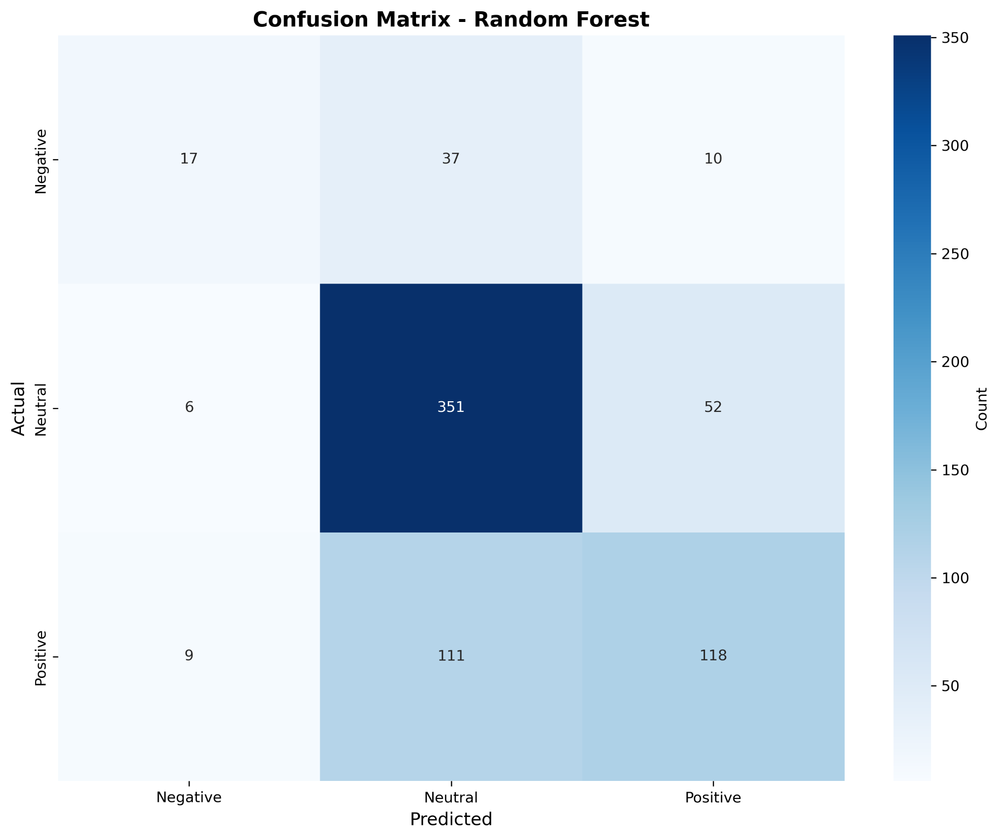 Confusion Matrix - Random Forest
Actual
Negative
17
37
10
Neutral
6
351
52
Positive
9
111
118
Negative
Neutral
Positive
Predicted
350
300
250
200
150
100
50
Count